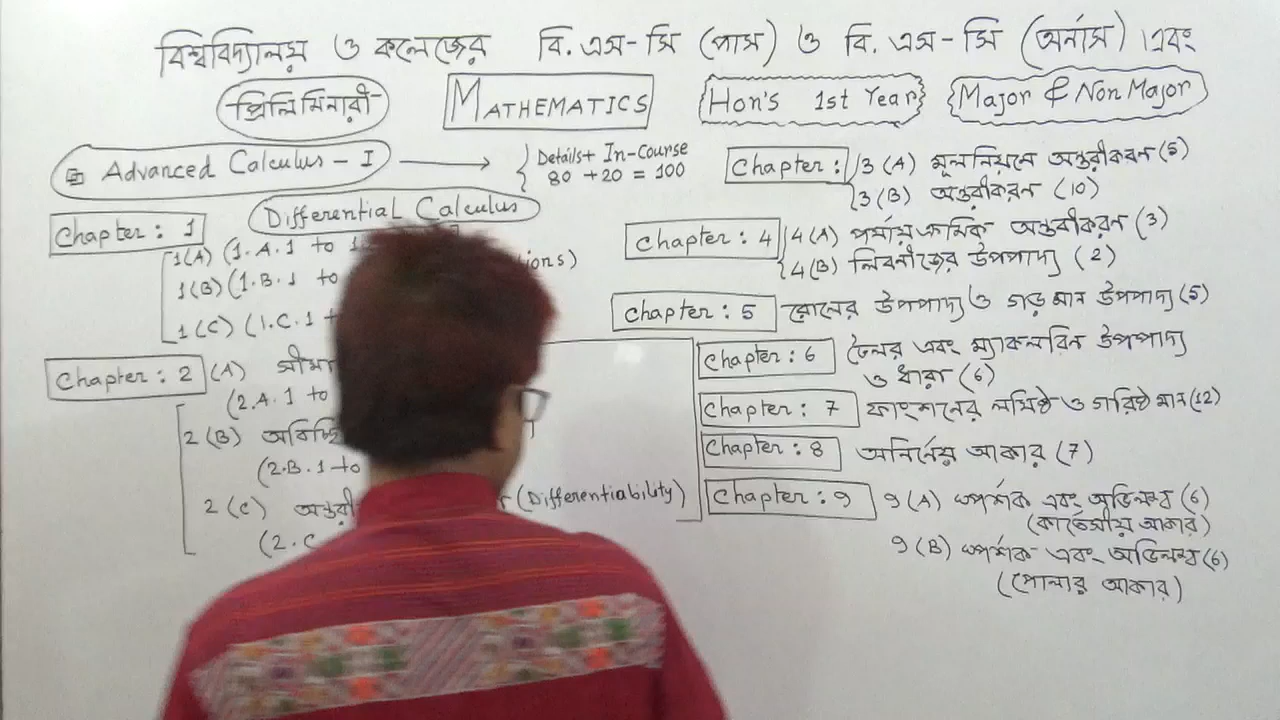 বিশ্ববিদ্যালয় ও কলেজের বি. এস-সি (পাস) ও বি. এস-সি (অনার্স) এবং
প্রিলিমিনারী MATHEMATICS Hon's 1st Year Major & Non Major
Advanced Calculus - I → Details + In-Course
80 + 20 = 100
Differential Calculus
Chapter : 1
1(A) (1.A.1 to
1(B) (1.B.1 to
1(C) (1.C.1
Chapter : 2 (A)
(2.A.1 to
2(B)
(2.B.1 to
2(C) (Differentiability)
(2.C
Chapter : 3(A) মূলনিয়মে অন্তরীকরণ (5)
3(B) অন্তরীকরণ (10)
Chapter : 4 4(A) পর্যায়ক্রমিক অন্তরীকরণ (3)
4(B) লিবনীজের উপপাদ্য (2)
Chapter : 5 রোলের উপপাদ্য ও গড় মান উপপাদ্য (5)
Chapter : 6 টেলর এবং ম্যাকলরিন উপপাদ্য
ও ধারা (6)
Chapter : 7 ফাংশনের লঘিষ্ঠ ও গরিষ্ঠ মান (12)
Chapter : 8 অনির্ণেয় আকার (7)
Chapter : 9 9(A) স্পর্শক এবং অভিলম্ব (6)
(কার্তেসীয় আকার)
9(B) স্পর্শক এবং অভিলম্ব (6)
(পোলার আকার)